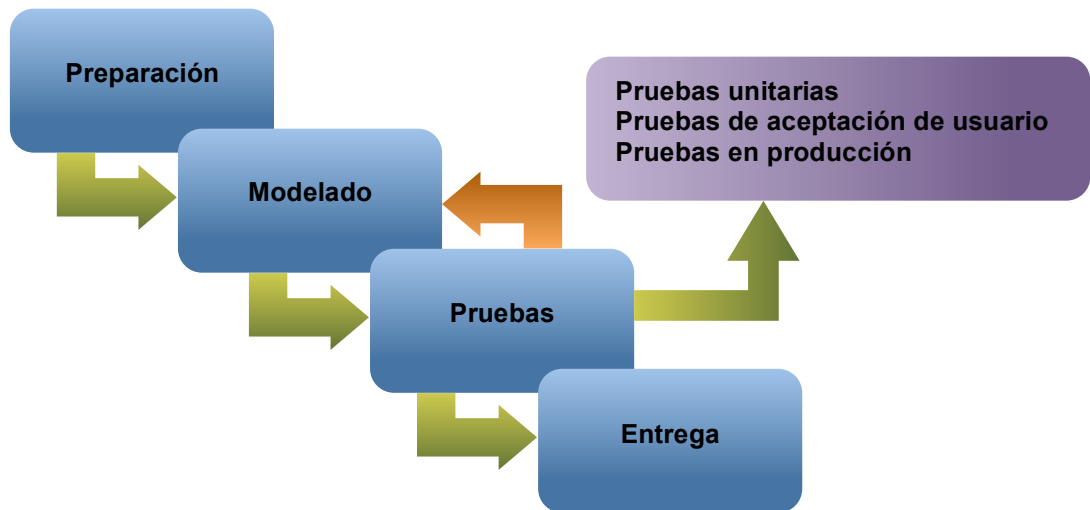 Preparación
Modelado
Pruebas
Entrega
Pruebas unitarias
Pruebas de aceptación de usuario
Pruebas en producción